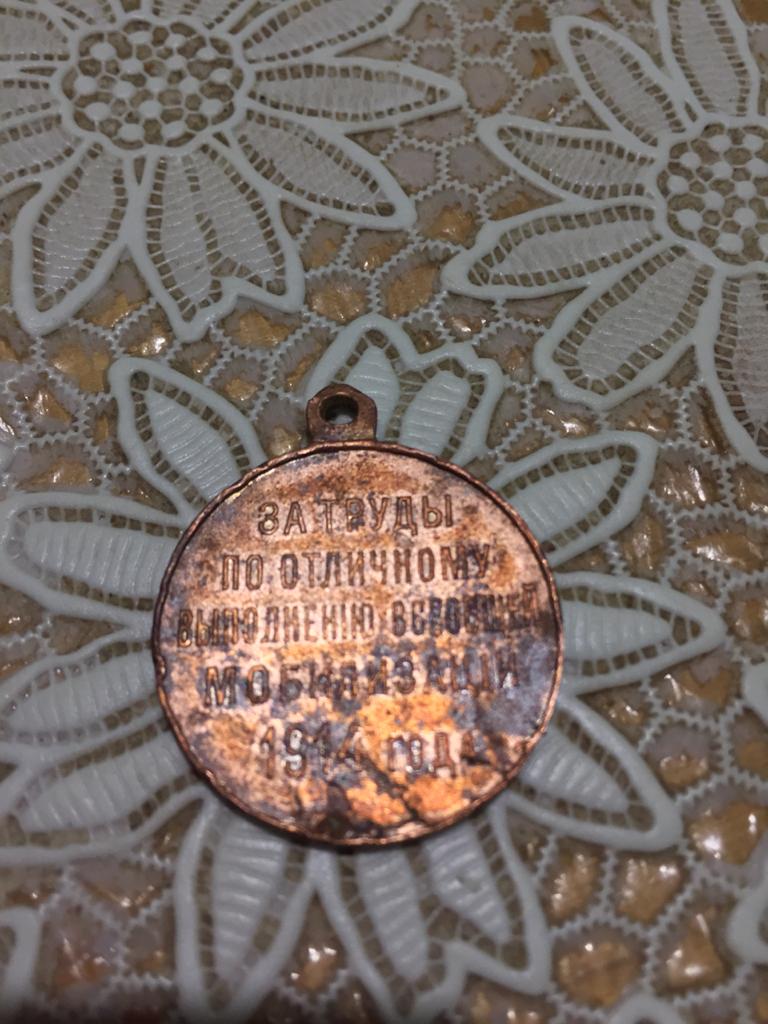 ЗА ТРУДЫ
ПО ОТЛИЧНОМУ
ВЫПОЛНЕНІЮ ВСЕОБЩЕЙ
МОБИЛИЗАЦІИ
1914 года